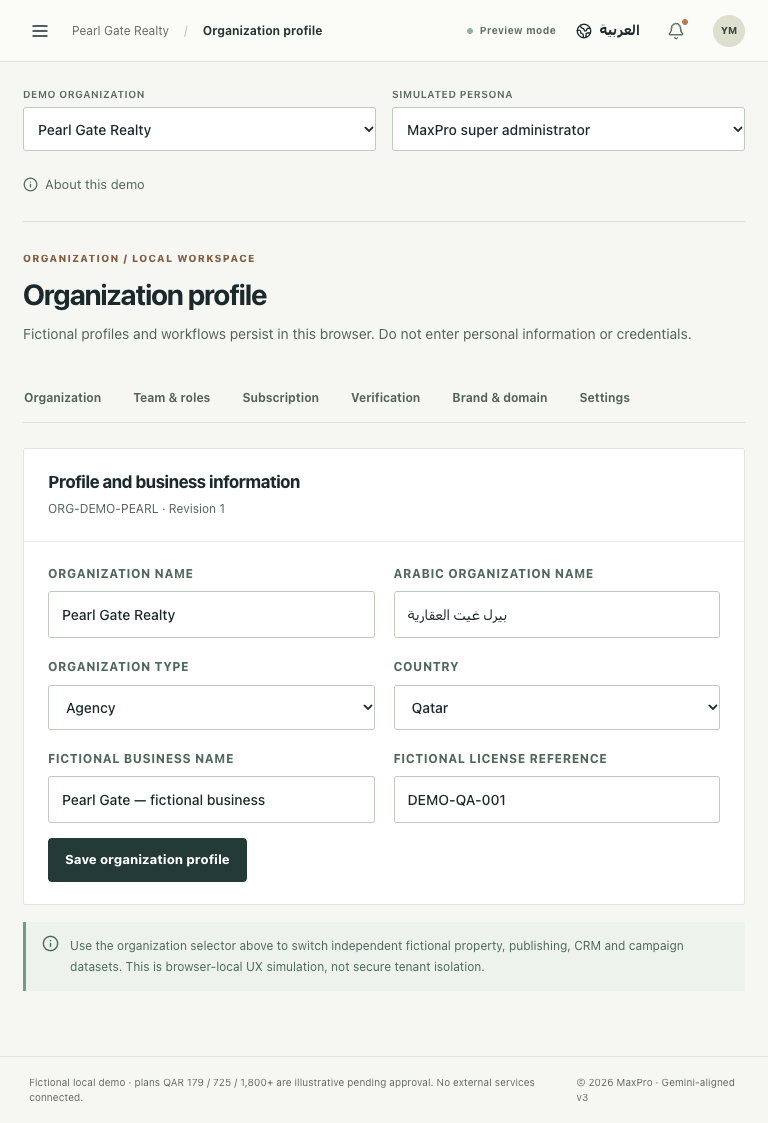 Pearl Gate Realty / Organization profile
Preview mode
العربية
YM
DEMO ORGANIZATION
SIMULATED PERSONA
Pearl Gate Realty
MaxPro super administrator
About this demo
ORGANIZATION / LOCAL WORKSPACE
Organization profile
Fictional profiles and workflows persist in this browser. Do not enter personal information or credentials.
Organization
Team & roles
Subscription
Verification
Brand & domain
Settings
Profile and business information
ORG-DEMO-PEARL · Revision 1
ORGANIZATION NAME
ARABIC ORGANIZATION NAME
Pearl Gate Realty
بيرل غيت العقارية
ORGANIZATION TYPE
COUNTRY
Agency
Qatar
FICTIONAL BUSINESS NAME
FICTIONAL LICENSE REFERENCE
Pearl Gate — fictional business
DEMO-QA-001
Save organization profile
Use the organization selector above to switch independent fictional property, publishing, CRM and campaign
datasets. This is browser-local UX simulation, not secure tenant isolation.
Fictional local demo · plans QAR 179 / 725 / 1,800+ are illustrative pending approval. No external services
connected.
© 2026 MaxPro · Gemini-aligned
v3